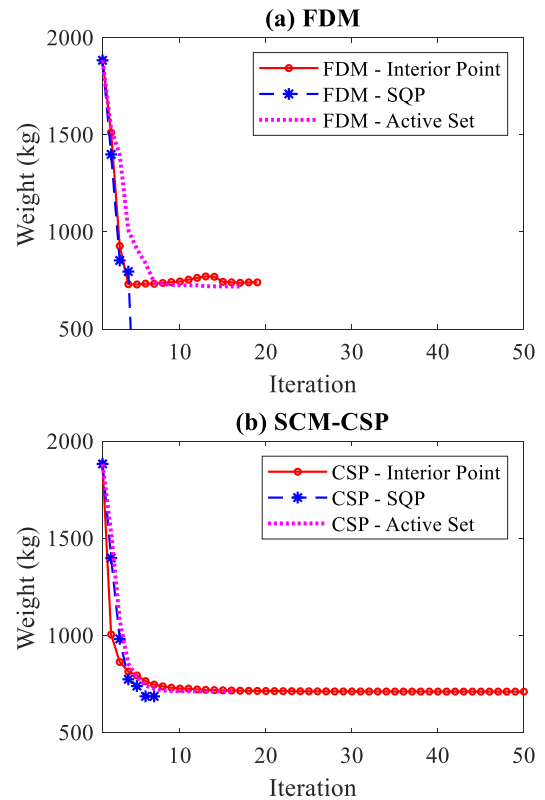 (a) FDM
2000
1500
1000
500
Weight (kg)
FDM - Interior Point
FDM - SQP
FDM - Active Set
10 20 30 40 50
Iteration
(b) SCM-CSP
2000
1500
1000
500
Weight (kg)
CSP - Interior Point
CSP - SQP
CSP - Active Set
10 20 30 40 50
Iteration